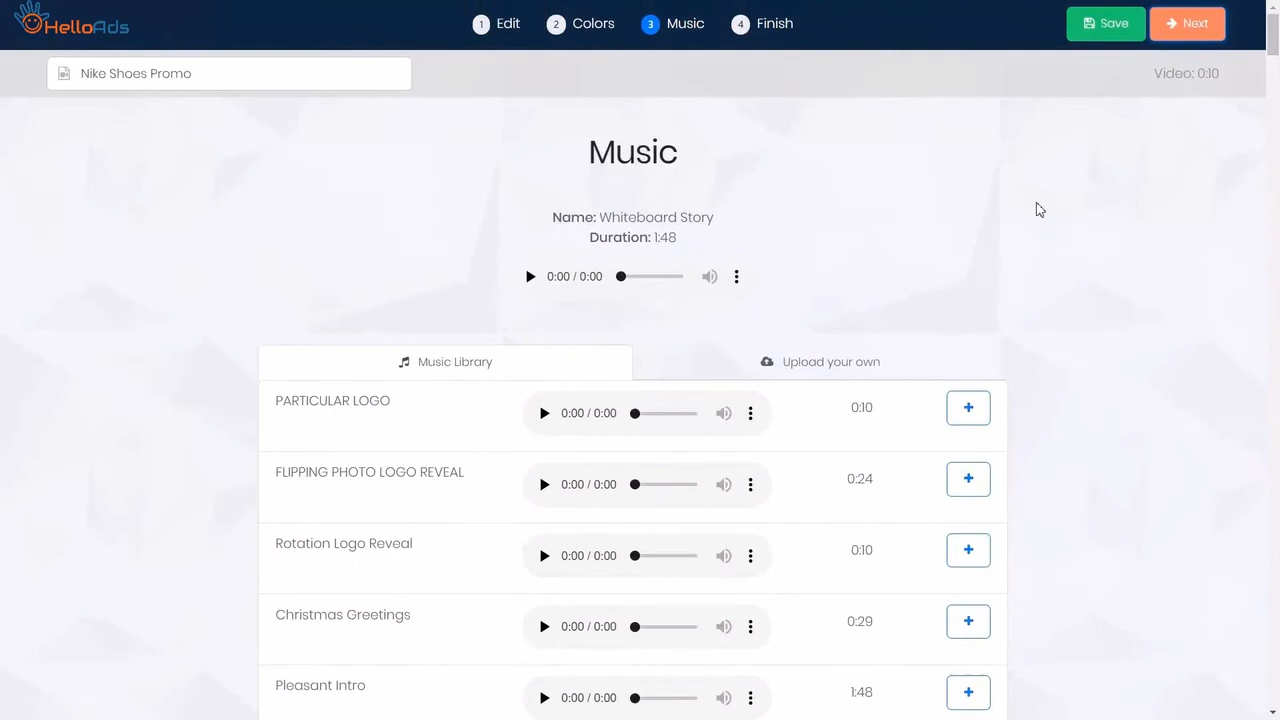 HelloAds
1 Edit 2 Colors 3 Music 4 Finish
Save Next
Nike Shoes Promo
Video: 0:10
Music
Name: Whiteboard Story
Duration: 1:48
0:00 / 0:00
Music Library
Upload your own
PARTICULAR LOGO 0:00 / 0:00 0:10 +
FLIPPING PHOTO LOGO REVEAL 0:00 / 0:00 0:24 +
Rotation Logo Reveal 0:00 / 0:00 0:10 +
Christmas Greetings 0:00 / 0:00 0:29 +
Pleasant Intro 0:00 / 0:00 1:48 +